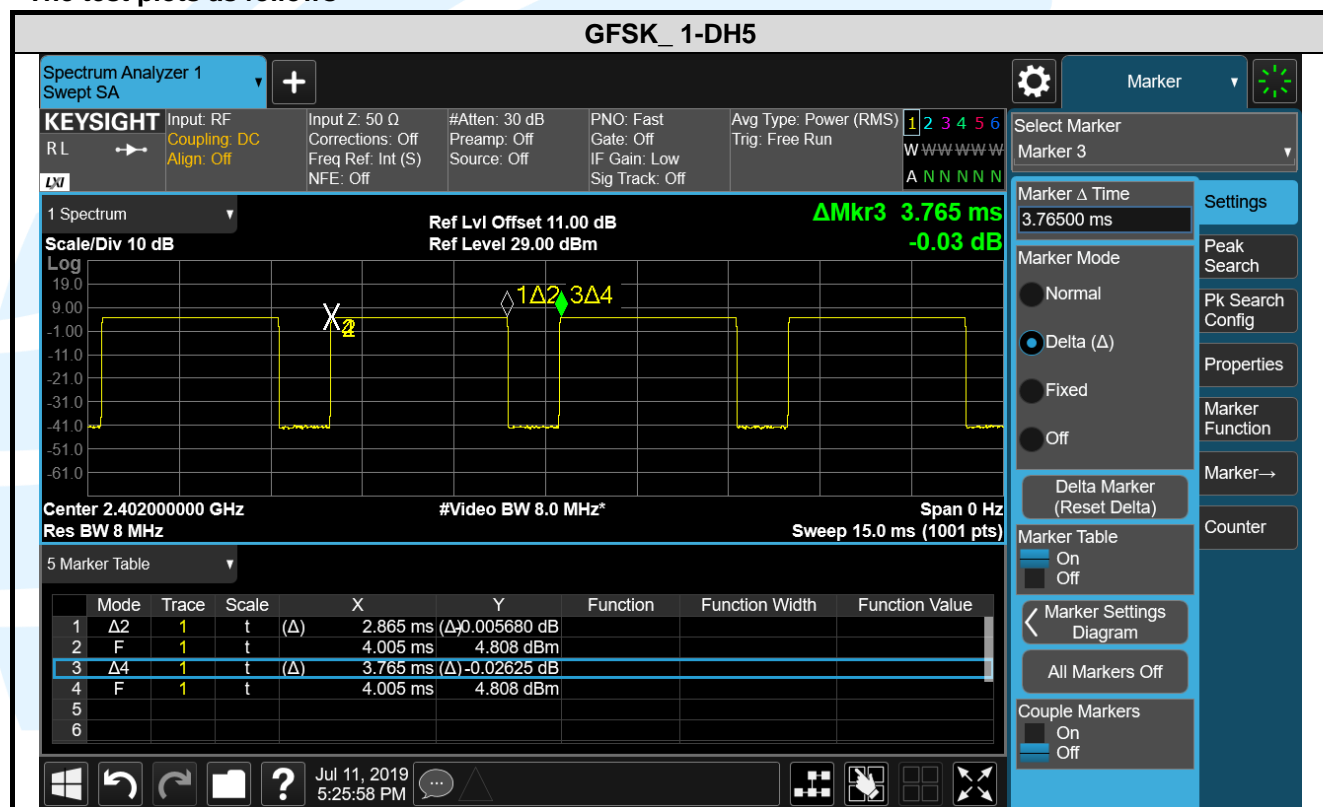 The test plots as follows
GFSK_ 1-DH5
Spectrum Analyzer 1
Swept SA
Marker
KEYSIGHT
RL
LXI
Input: RF
Coupling: DC
Align: Off
Input Z: 50 Ω
Corrections: Off
Freq Ref: Int (S)
NFE: Off
#Atten: 30 dB
Preamp: Off
Source: Off
PNO: Fast
Gate: Off
IF Gain: Low
Sig Track: Off
Avg Type: Power (RMS)
Trig: Free Run
1 2 3 4 5 6
W W W W W W
A N N N N N
Select Marker
Marker 3
1 Spectrum
Scale/Div 10 dB
Ref Lvl Offset 11.00 dB
Ref Level 29.00 dBm
ΔMkr3 3.765 ms
-0.03 dB
Log
19.0
9.00
-1.00
-11.0
-21.0
-31.0
-41.0
-51.0
-61.0
1Δ2
3Δ4
Center 2.402000000 GHz
#Video BW 8.0 MHz*
Span 0 Hz
Res BW 8 MHz
Sweep 15.0 ms (1001 pts)
5 Marker Table
Mode Trace Scale X Y Function Function Width Function Value
1 Δ2 1 t (Δ) 2.865 ms (Δ) 0.005680 dB
2 F 1 t 4.005 ms 4.808 dBm
3 Δ4 1 t (Δ) 3.765 ms (Δ) -0.02625 dB
4 F 1 t 4.005 ms 4.808 dBm
5
6
Marker Δ Time
3.76500 ms
Marker Mode
Normal
Delta (Δ)
Fixed
Off
Delta Marker
(Reset Delta)
Marker Table
On
Off
Marker Settings
Diagram
All Markers Off
Couple Markers
On
Off
Settings
Peak
Search
Pk Search
Config
Properties
Marker
Function
Marker→
Counter
?
Jul 11, 2019
5:25:58 PM